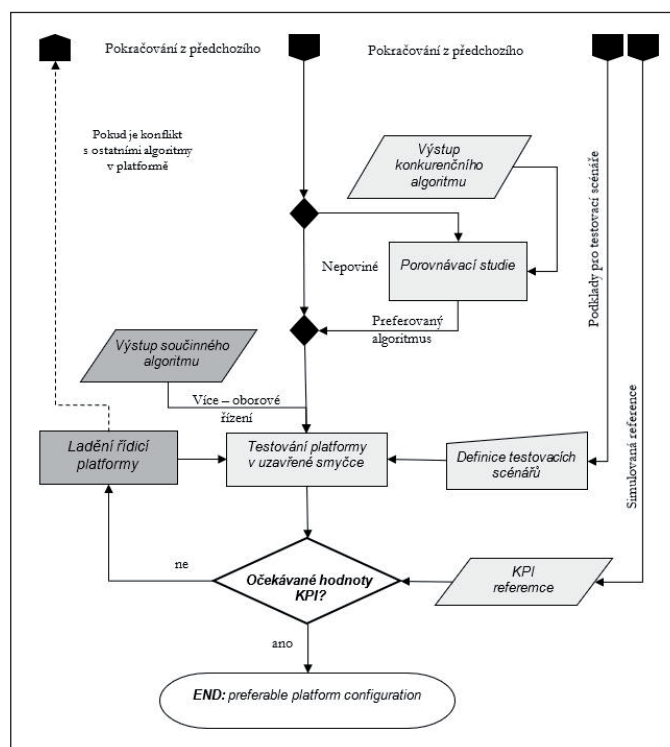 Pokračování z předchozího
Pokračování z předchozího
Pokud je konflikt
s ostatními algoritmy
v platformě
Výstup
konkurenčního
algoritmu
Podklady pro testovací scénáře
Simulovaná reference
Nepoviné
Porovnávací studie
Preferovaný
algoritmus
Výstup součinného
algoritmu
Více – oborové
řízení
Ladění řídicí
platformy
Testování platformy
v uzavřené smyčce
Definice testovacích
scénářů
ne
Očekávané hodnoty
KPI?
KPI
referemce
ano
END: preferable platform configuration